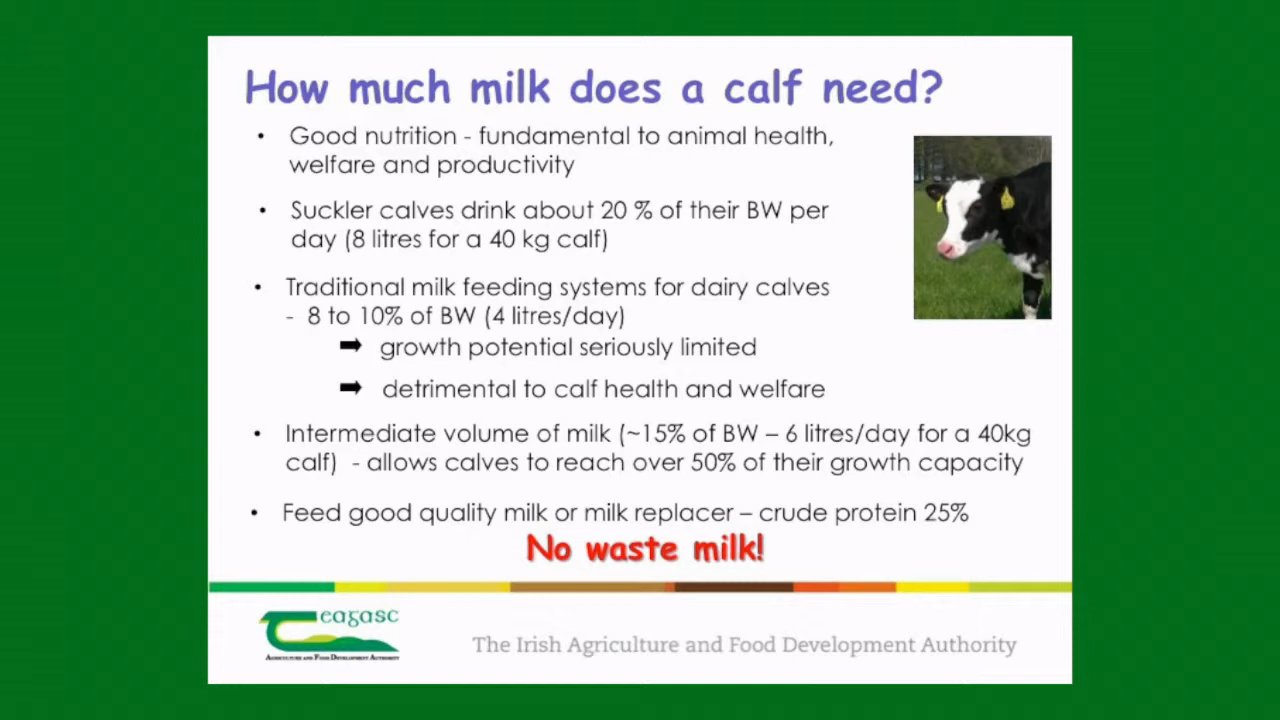 How much milk does a calf need?
• Good nutrition - fundamental to animal health,
welfare and productivity
• Suckler calves drink about 20 % of their BW per
day (8 litres for a 40 kg calf)
• Traditional milk feeding systems for dairy calves
- 8 to 10% of BW (4 litres/day)
➡ growth potential seriously limited
➡ detrimental to calf health and welfare
• Intermediate volume of milk (~15% of BW – 6 litres/day for a 40kg
calf) - allows calves to reach over 50% of their growth capacity
• Feed good quality milk or milk replacer – crude protein 25%
No waste milk!
Teagasc
Agriculture and Food Development Authority
The Irish Agriculture and Food Development Authority